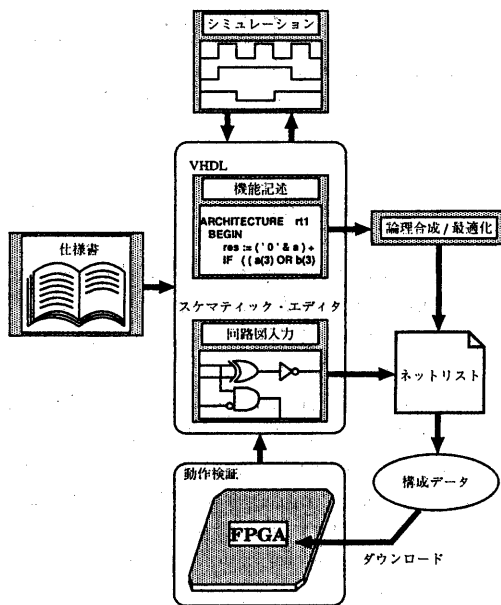 シミュレーション
VHDL
機能記述
ARCHITECTURE rt1
BEGIN
res := ( '0' & a ) +
IF ( ( a(3) OR b(3)
論理合成 / 最適化
仕様書
スケマティック・エディタ
回路図入力
ネットリスト
構成データ
動作検証
FPGA
ダウンロード